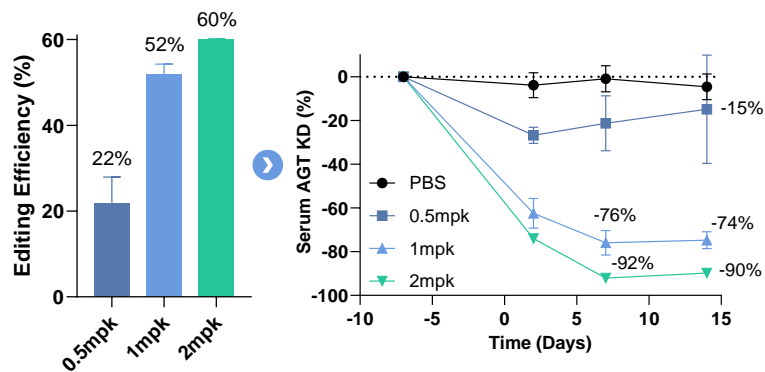 60%
52%
22%
Editing Efficiency (%)
60
40
20
0
0.5mpk
1mpk
2mpk
Serum AGT KD (%)
0
-20
-40
-60
-80
-100
PBS
0.5mpk
1mpk
2mpk
-15%
-76%
-74%
-92%
-90%
-10
-5
0
5
10
15
Time (Days)